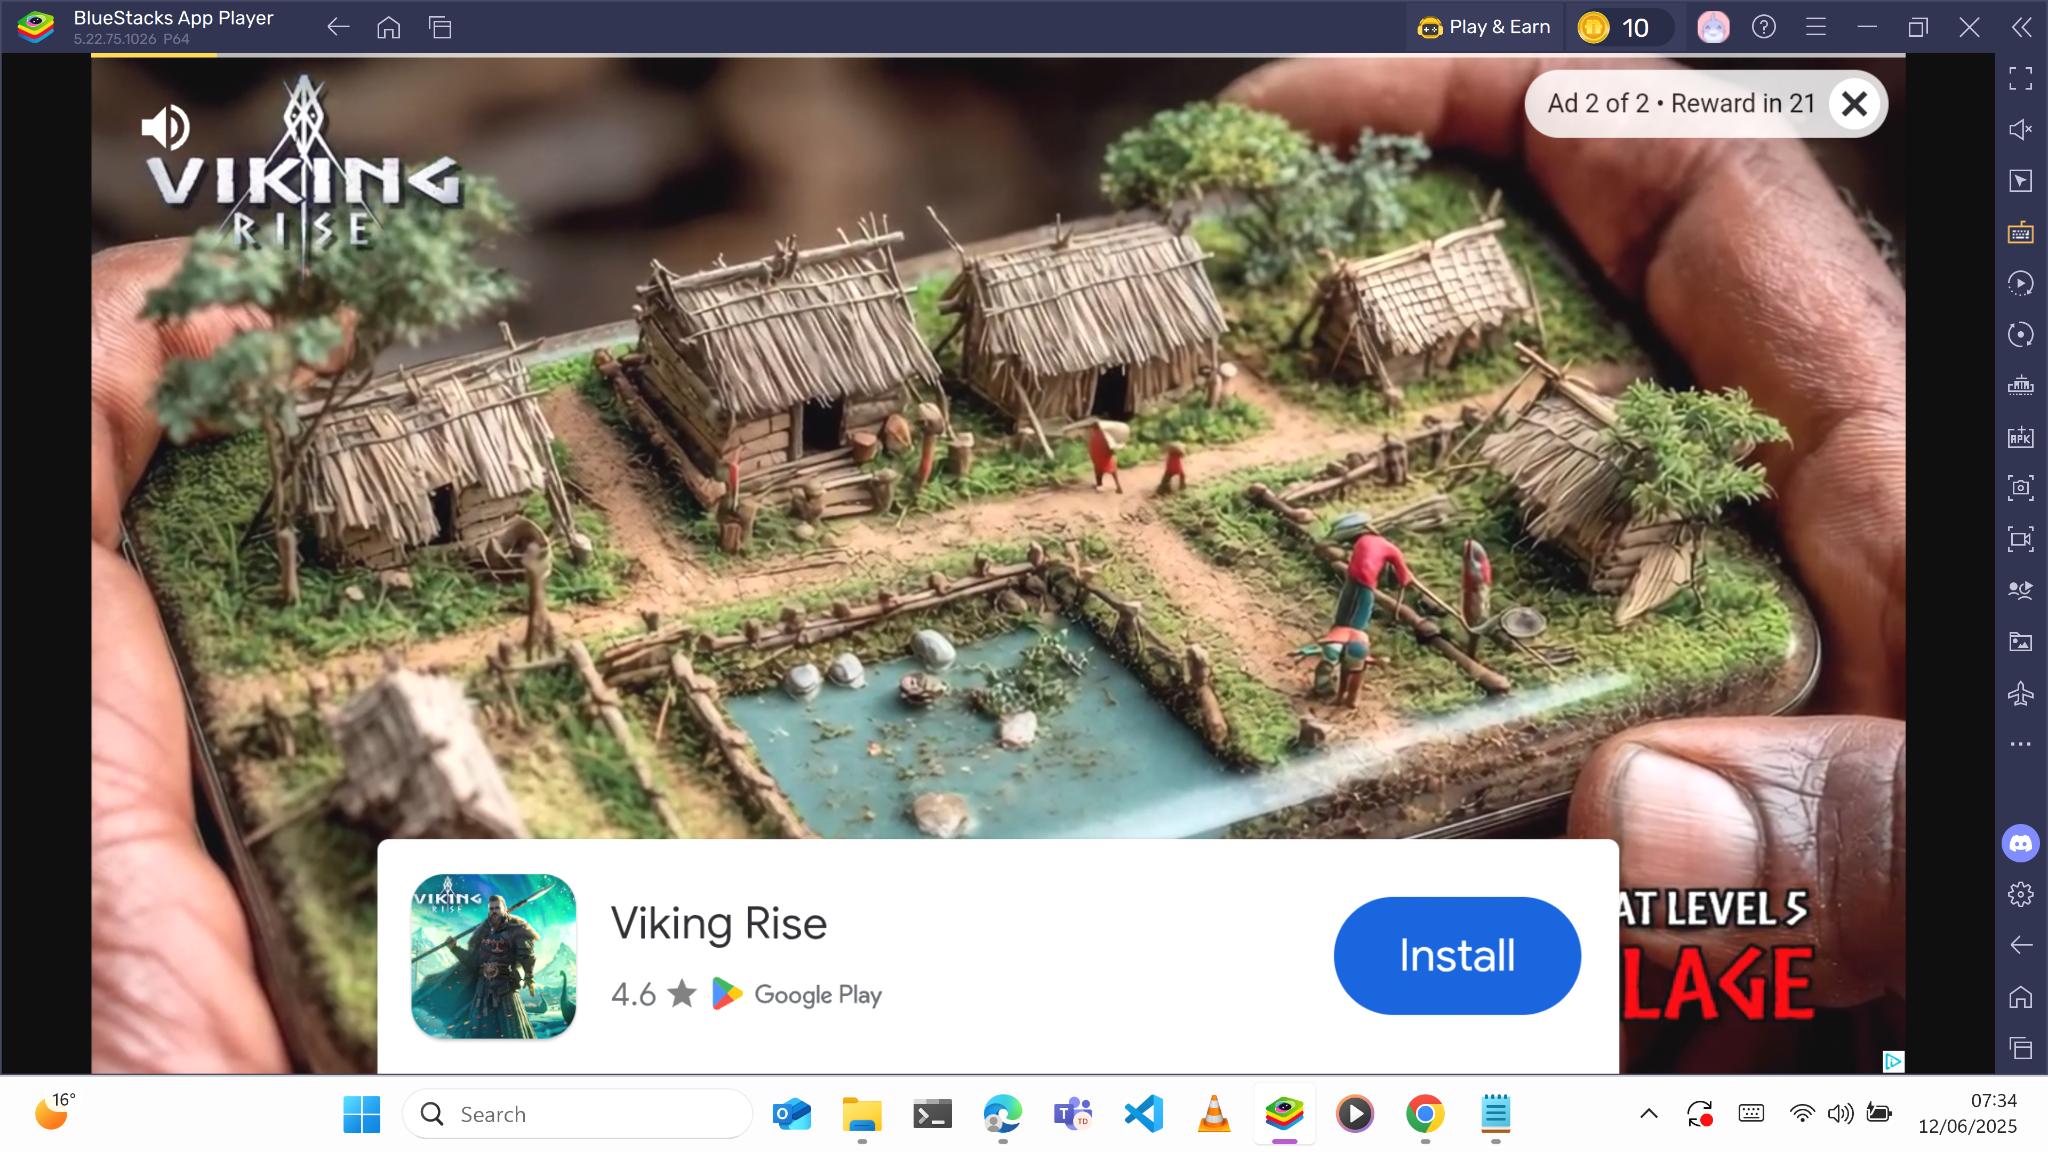 BlueStacks App Player
5.22.75.1026 P64
Play & Earn
10
VIKING
RISE
Ad 2 of 2 • Reward in 21
APK
VIKING
RISE
Viking Rise
4.6 ★ Google Play
Install
AT LEVEL 5
LAGE
16°
Search
TD
07:34
12/06/2025